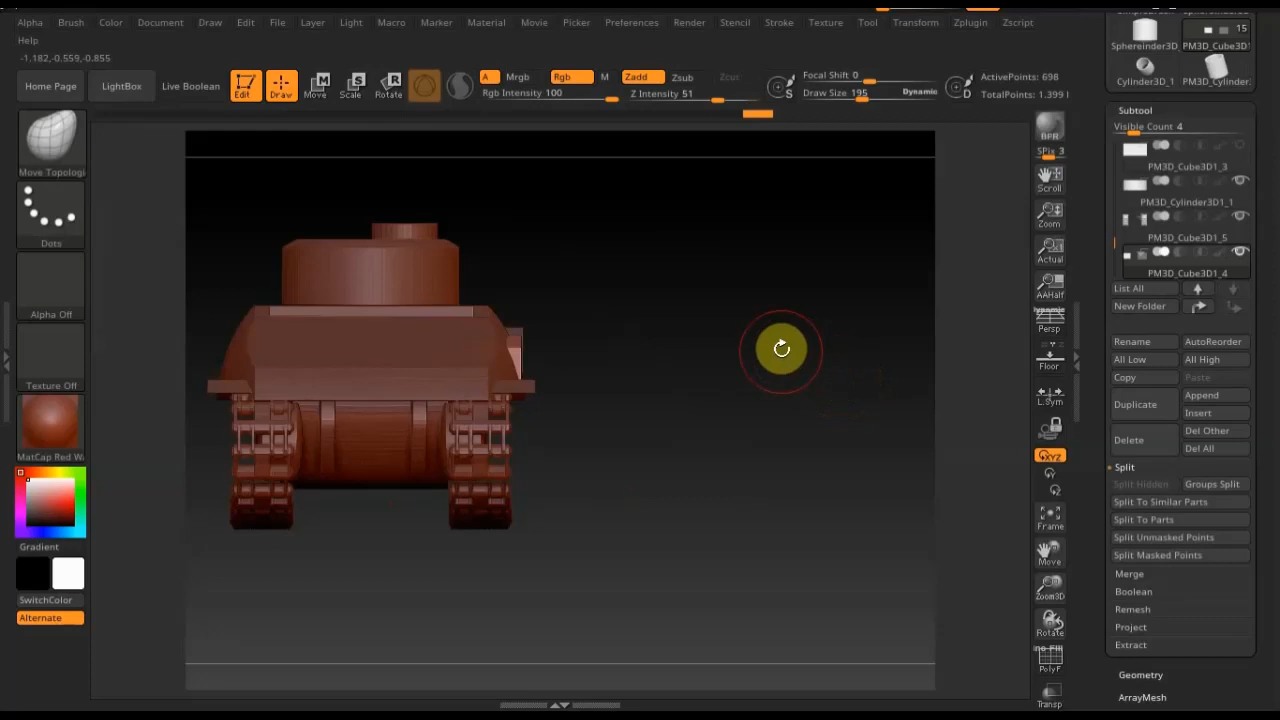 Alpha Brush Color Document Draw Edit File Layer Light Macro Marker Material Movie Picker Preferences Render Stencil Stroke Texture Tool Transform Zplugin Zscript
Help
-1.182,-0.559,-0.855
Home Page
LightBox
Live Boolean
Edit
Draw
Move
Scale
Rotate
A
Mrgb
Rgb
M
Rgb Intensity 100
Zadd
Zsub
Zcut
Z Intensity 51
S
Focal Shift 0
Draw Size 195
Dynamic
D
ActivePoints: 698
TotalPoints: 1.399
Move Topologi
Dots
Alpha Off
Texture Off
MatCap Red Wa
Gradient
SwitchColor
Alternate
BPR
SPix 3
Scroll
Zoom
Actual
AAHalf
Dynamic
Persp
Floor
L.Sym
XYZ
Y
Z
Frame
Move
Zoom3D
Rotate
PolyF
Transp
15
Sphereinder3D
PM3D_Cube3D1
Cylinder3D_1
PM3D_Cylinder
Subtool
Visible Count 4
PM3D_Cube3D1_3
PM3D_Cylinder3D1_1
PM3D_Cube3D1_5
PM3D_Cube3D1_4
List All
New Folder
Rename AutoReorder
All Low All High
Copy Paste
Duplicate
Append
Insert
Delete
Del Other
Del All
Split
Split Hidden Groups Split
Split To Similar Parts
Split To Parts
Split Unmasked Points
Split Masked Points
Merge
Boolean
Remesh
Project
Extract
Geometry
ArrayMesh